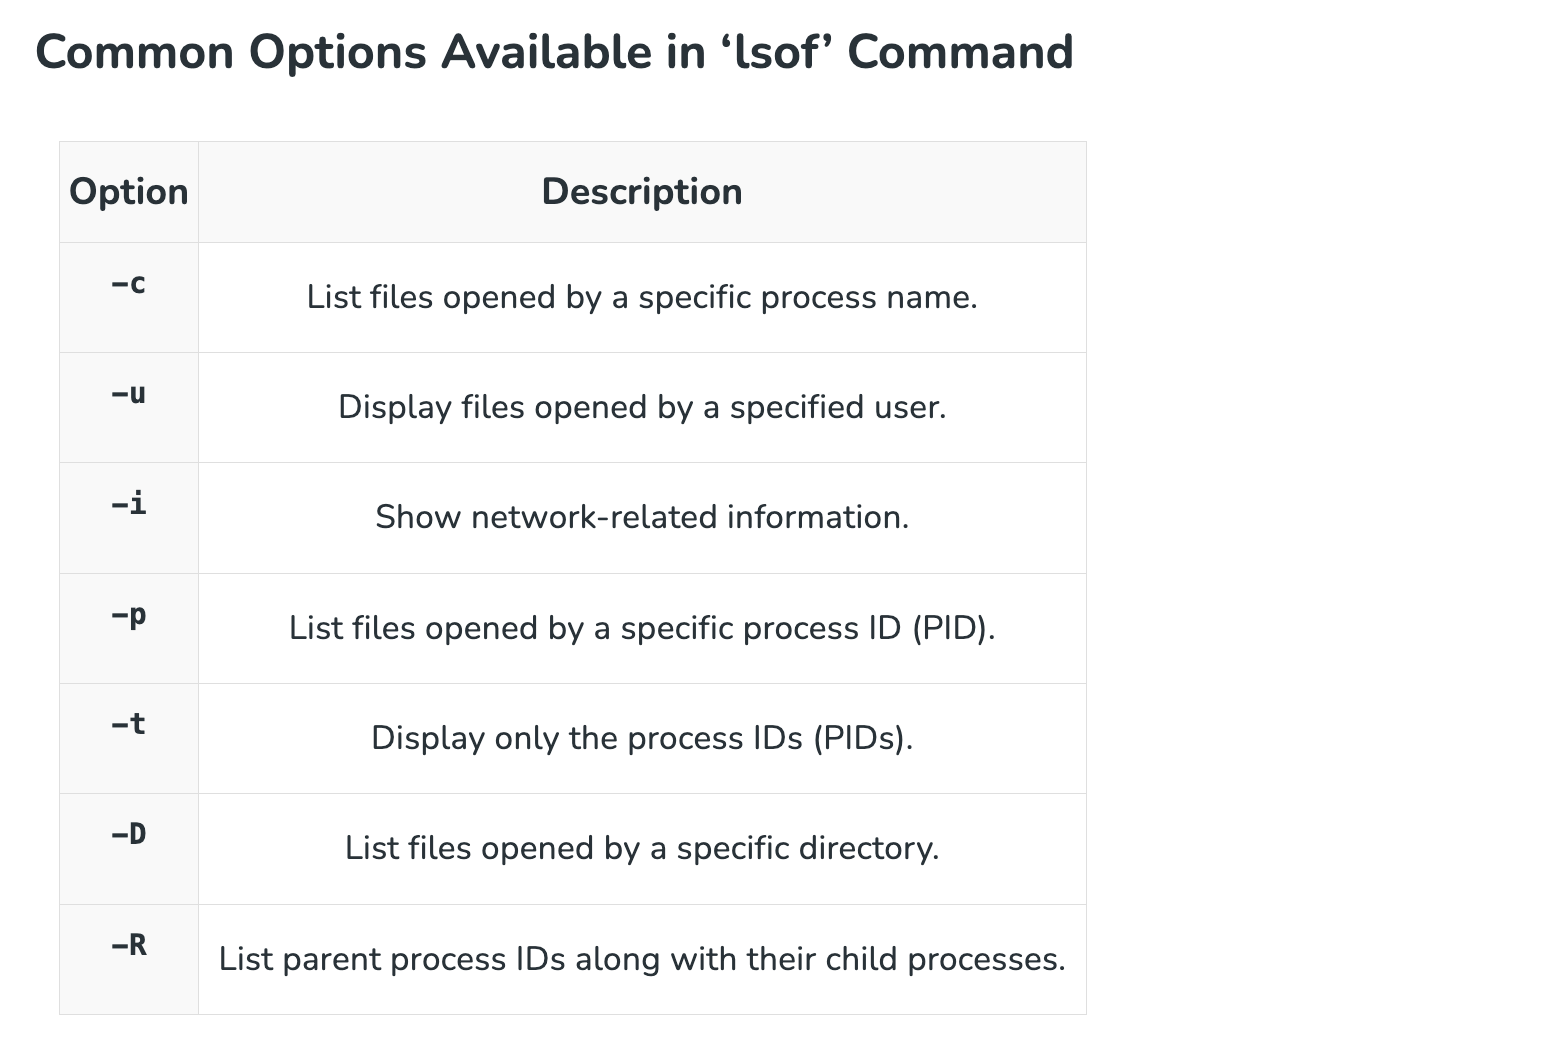 Common Options Available in ‘lsof’ Command
Option Description
–c List files opened by a specific process name.
–u Display files opened by a specified user.
–i Show network-related information.
–p List files opened by a specific process ID (PID).
–t Display only the process IDs (PIDs).
–D List files opened by a specific directory.
–R List parent process IDs along with their child processes.